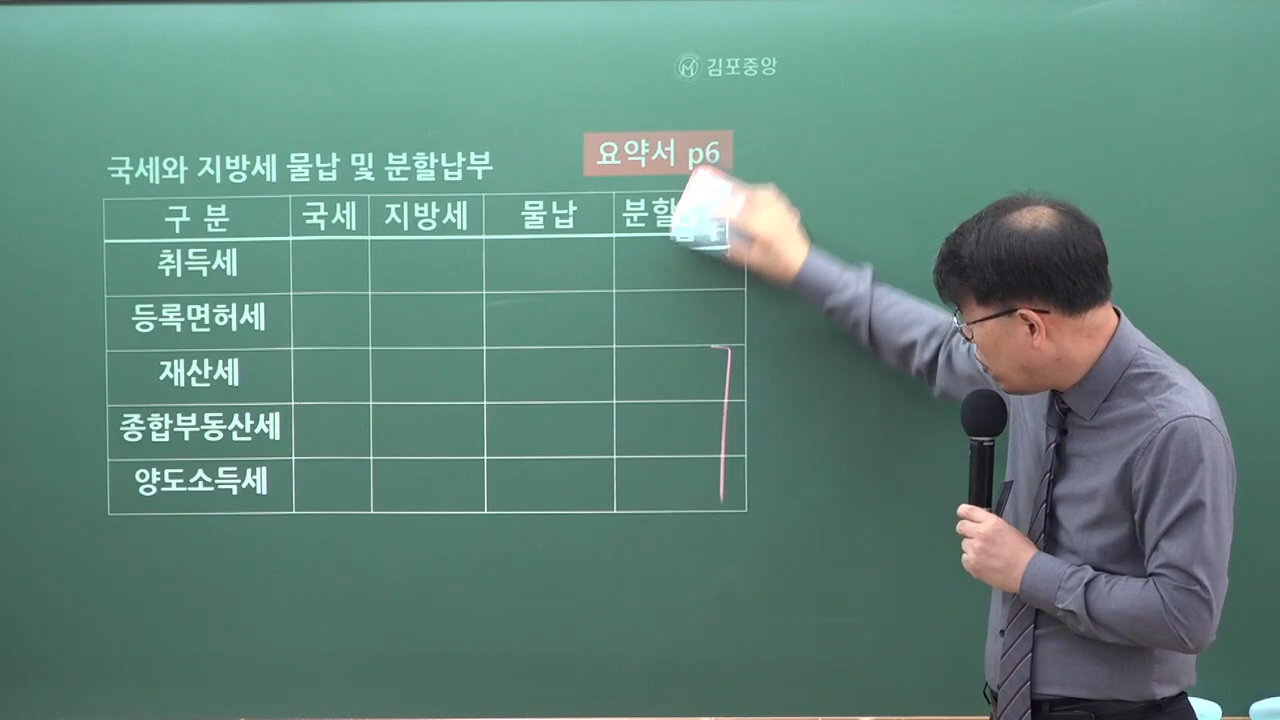 김포중앙
요약서 p6
국세와 지방세 물납 및 분할납부
구 분 국세 지방세 물납 분할
취득세
등록면허세
재산세
종합부동산세
양도소득세